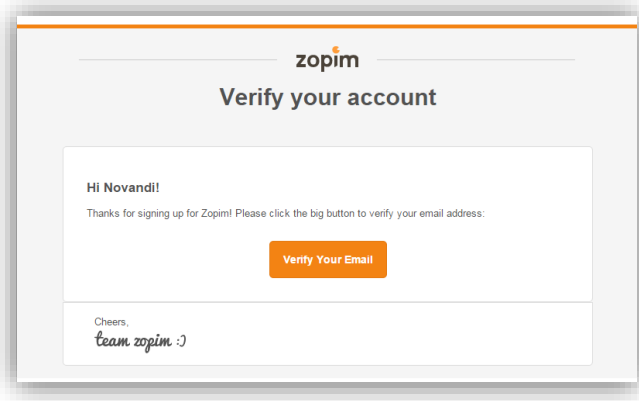 zopim
Verify your account
Hi Novandi!
Thanks for signing up for Zopim! Please click the big button to verify your email address:
Verify Your Email
Cheers,
team zopim :)